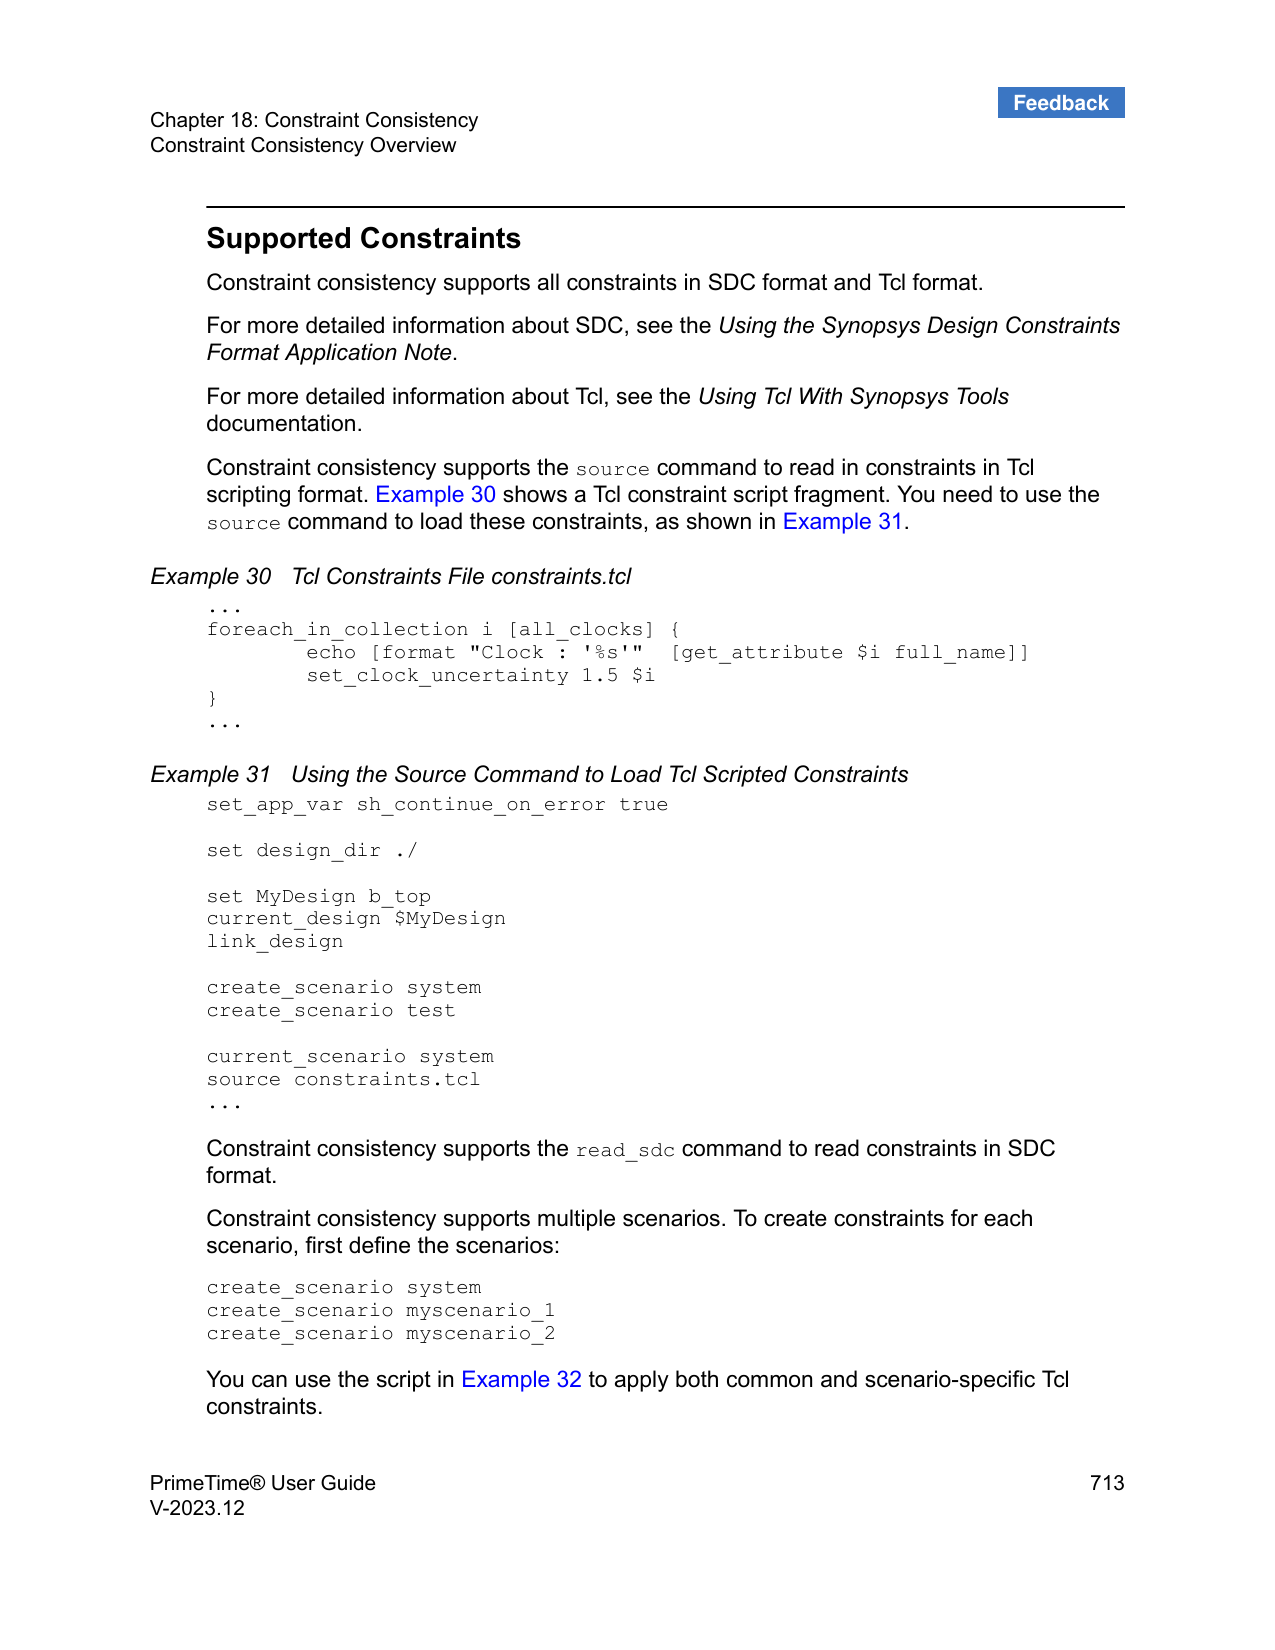 Feedback
Chapter 18: Constraint Consistency
Constraint Consistency Overview
Supported Constraints
Constraint consistency supports all constraints in SDC format and Tcl format.
For more detailed information about SDC, see the Using the Synopsys Design Constraints
Format Application Note.
For more detailed information about Tcl, see the Using Tcl With Synopsys Tools
documentation.
Constraint consistency supports the source command to read in constraints in Tcl
scripting format. Example 30 shows a Tcl constraint script fragment. You need to use the
source command to load these constraints, as shown in Example 31.
Example 30 Tcl Constraints File constraints.tcl
...
foreach_in_collection i [all_clocks] {
        echo [format "Clock : '%s'"  [get_attribute $i full_name]]
        set_clock_uncertainty 1.5 $i
}
...
Example 31 Using the Source Command to Load Tcl Scripted Constraints
set_app_var sh_continue_on_error true
set design_dir ./
set MyDesign b_top
current_design $MyDesign
link_design
create_scenario system
create_scenario test
current_scenario system
source constraints.tcl
...
Constraint consistency supports the read_sdc command to read constraints in SDC
format.
Constraint consistency supports multiple scenarios. To create constraints for each
scenario, first define the scenarios:
create_scenario system
create_scenario myscenario_1
create_scenario myscenario_2
You can use the script in Example 32 to apply both common and scenario-specific Tcl
constraints.
PrimeTime® User Guide 713
V-2023.12